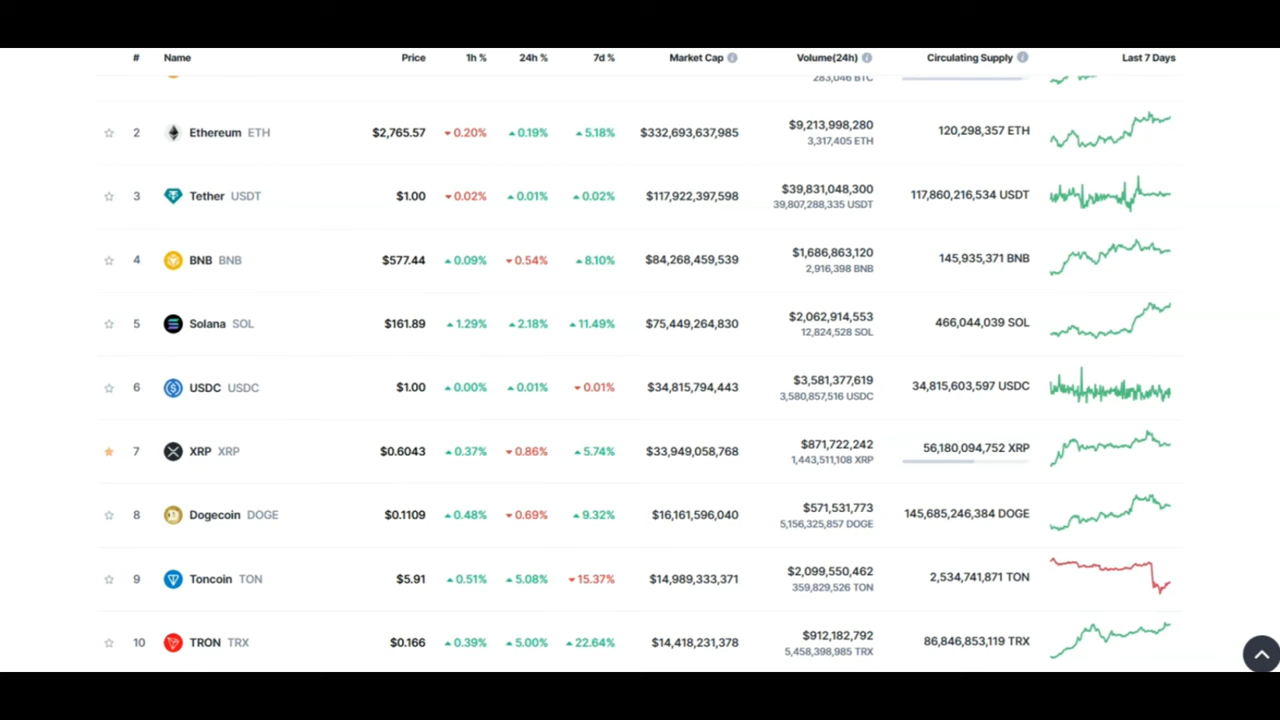 # Name Price 1h % 24h % 7d % Market Cap Volume(24h) Circulating Supply Last 7 Days
283,046 BTC
2 Ethereum ETH $2,765.57 0.20% 0.19% 5.18% $332,693,637,985 $9,213,998,280 120,298,357 ETH
3,317,405 ETH
3 Tether USDT $1.00 0.02% 0.01% 0.02% $117,922,397,598 $39,831,048,300 117,860,216,534 USDT
39,807,288,335 USDT
4 BNB BNB $577.44 0.09% 0.54% 8.10% $84,268,459,539 $1,686,863,120 145,935,371 BNB
2,916,398 BNB
5 Solana SOL $161.89 1.29% 2.18% 11.49% $75,449,264,830 $2,062,914,553 466,044,039 SOL
12,824,528 SOL
6 USDC USDC $1.00 0.00% 0.01% 0.01% $34,815,794,443 $3,581,377,619 34,815,603,597 USDC
3,580,857,516 USDC
7 XRP XRP $0.6043 0.37% 0.86% 5.74% $33,949,058,768 $871,722,242 56,180,094,752 XRP
1,443,511,108 XRP
8 Dogecoin DOGE $0.1109 0.48% 0.69% 9.32% $16,161,596,040 $571,531,773 145,685,246,384 DOGE
5,156,325,857 DOGE
9 Toncoin TON $5.91 0.51% 5.08% 15.37% $14,989,333,371 $2,099,550,462 2,534,741,871 TON
359,829,526 TON
10 TRON TRX $0.166 0.39% 5.00% 22.64% $14,418,231,378 $912,182,792 86,846,853,119 TRX
5,458,398,985 TRX